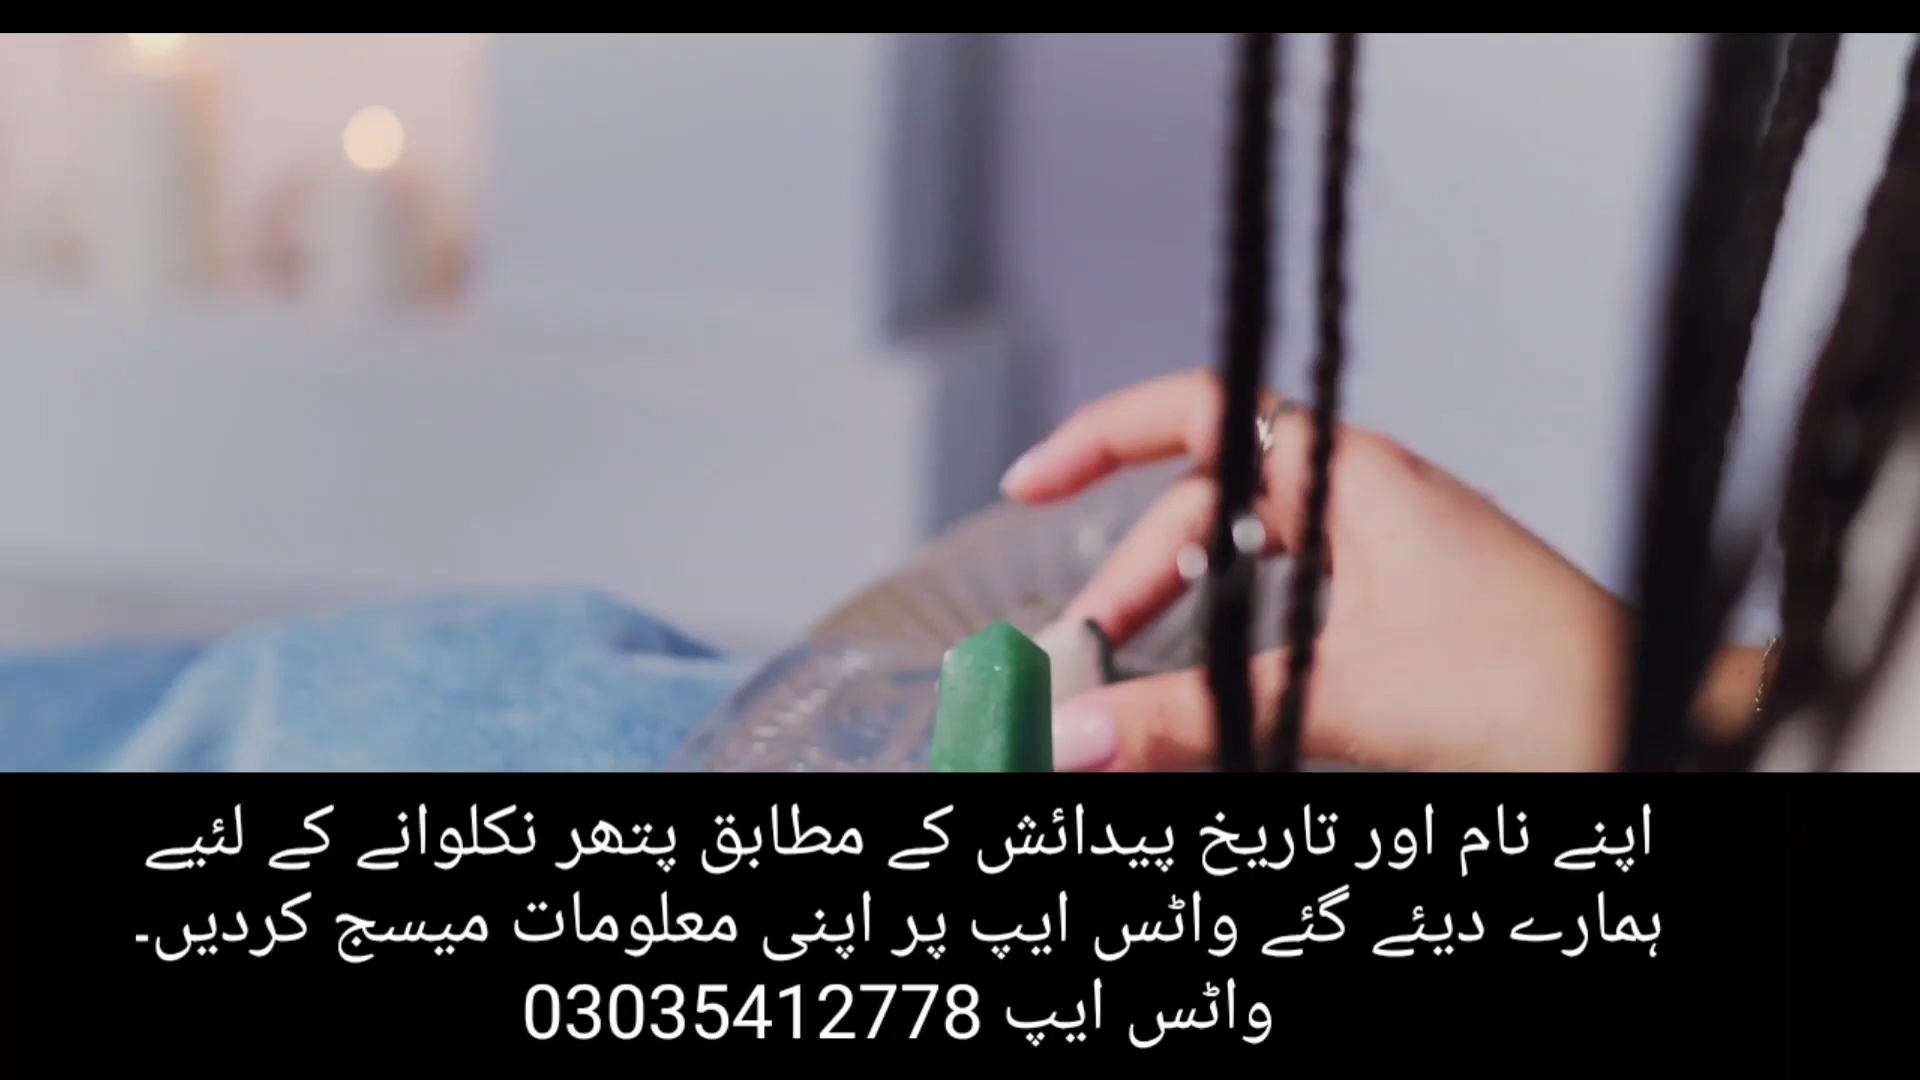 اپنے نام اور تاریخ پیدائش کے مطابق پتھر نکلوانے کے لئیے
ہمارے دیئے گئے واٹس ایپ پر اپنی معلومات میسج کردیں۔
واٹس ایپ 03035412778